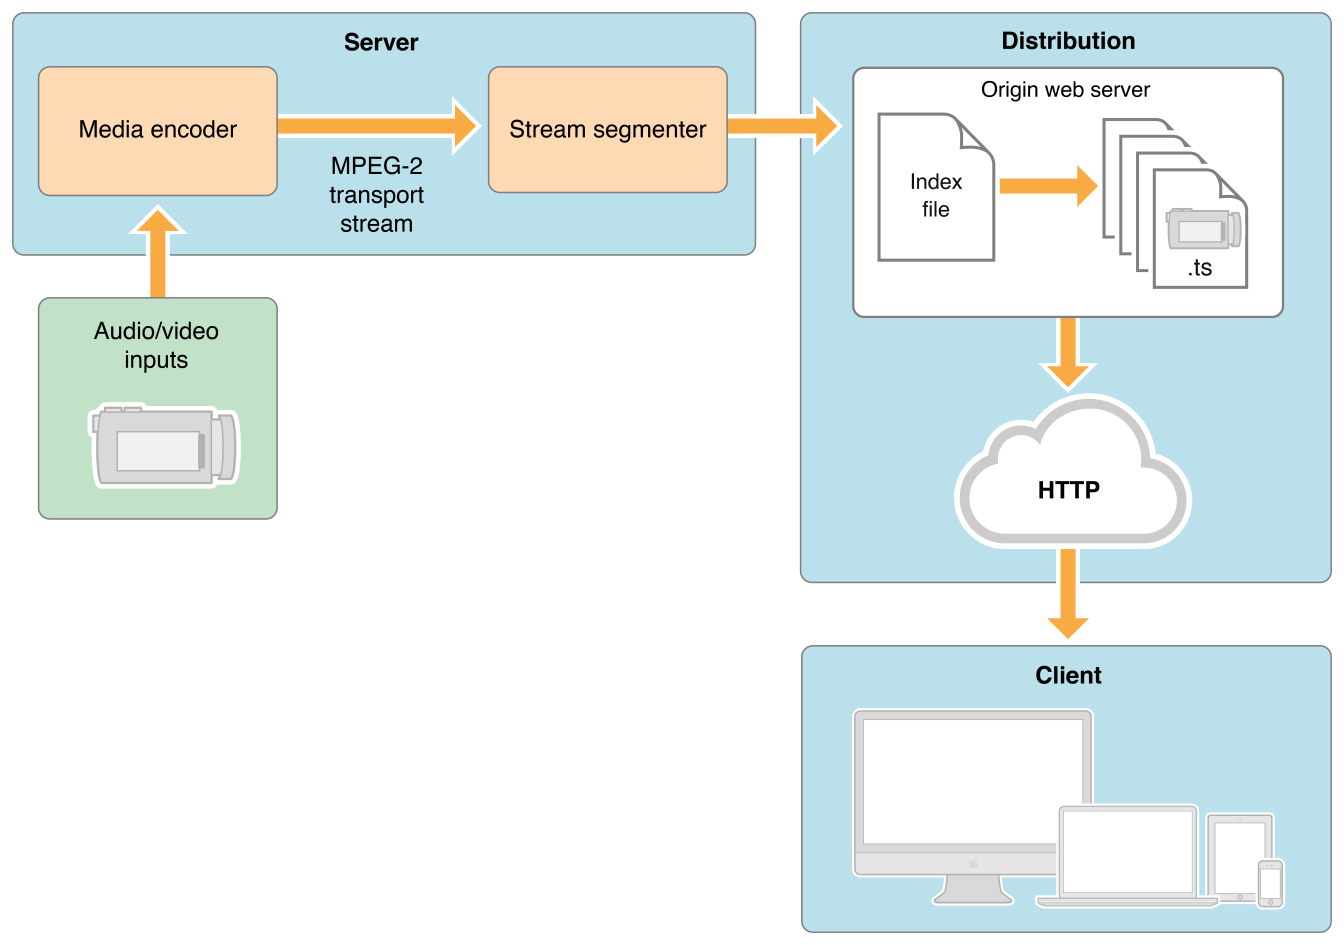 Server
Media encoder
MPEG-2
transport
stream
Stream segmenter
Audio/video
inputs
Distribution
Origin web server
Index
file
.ts
HTTP
Client